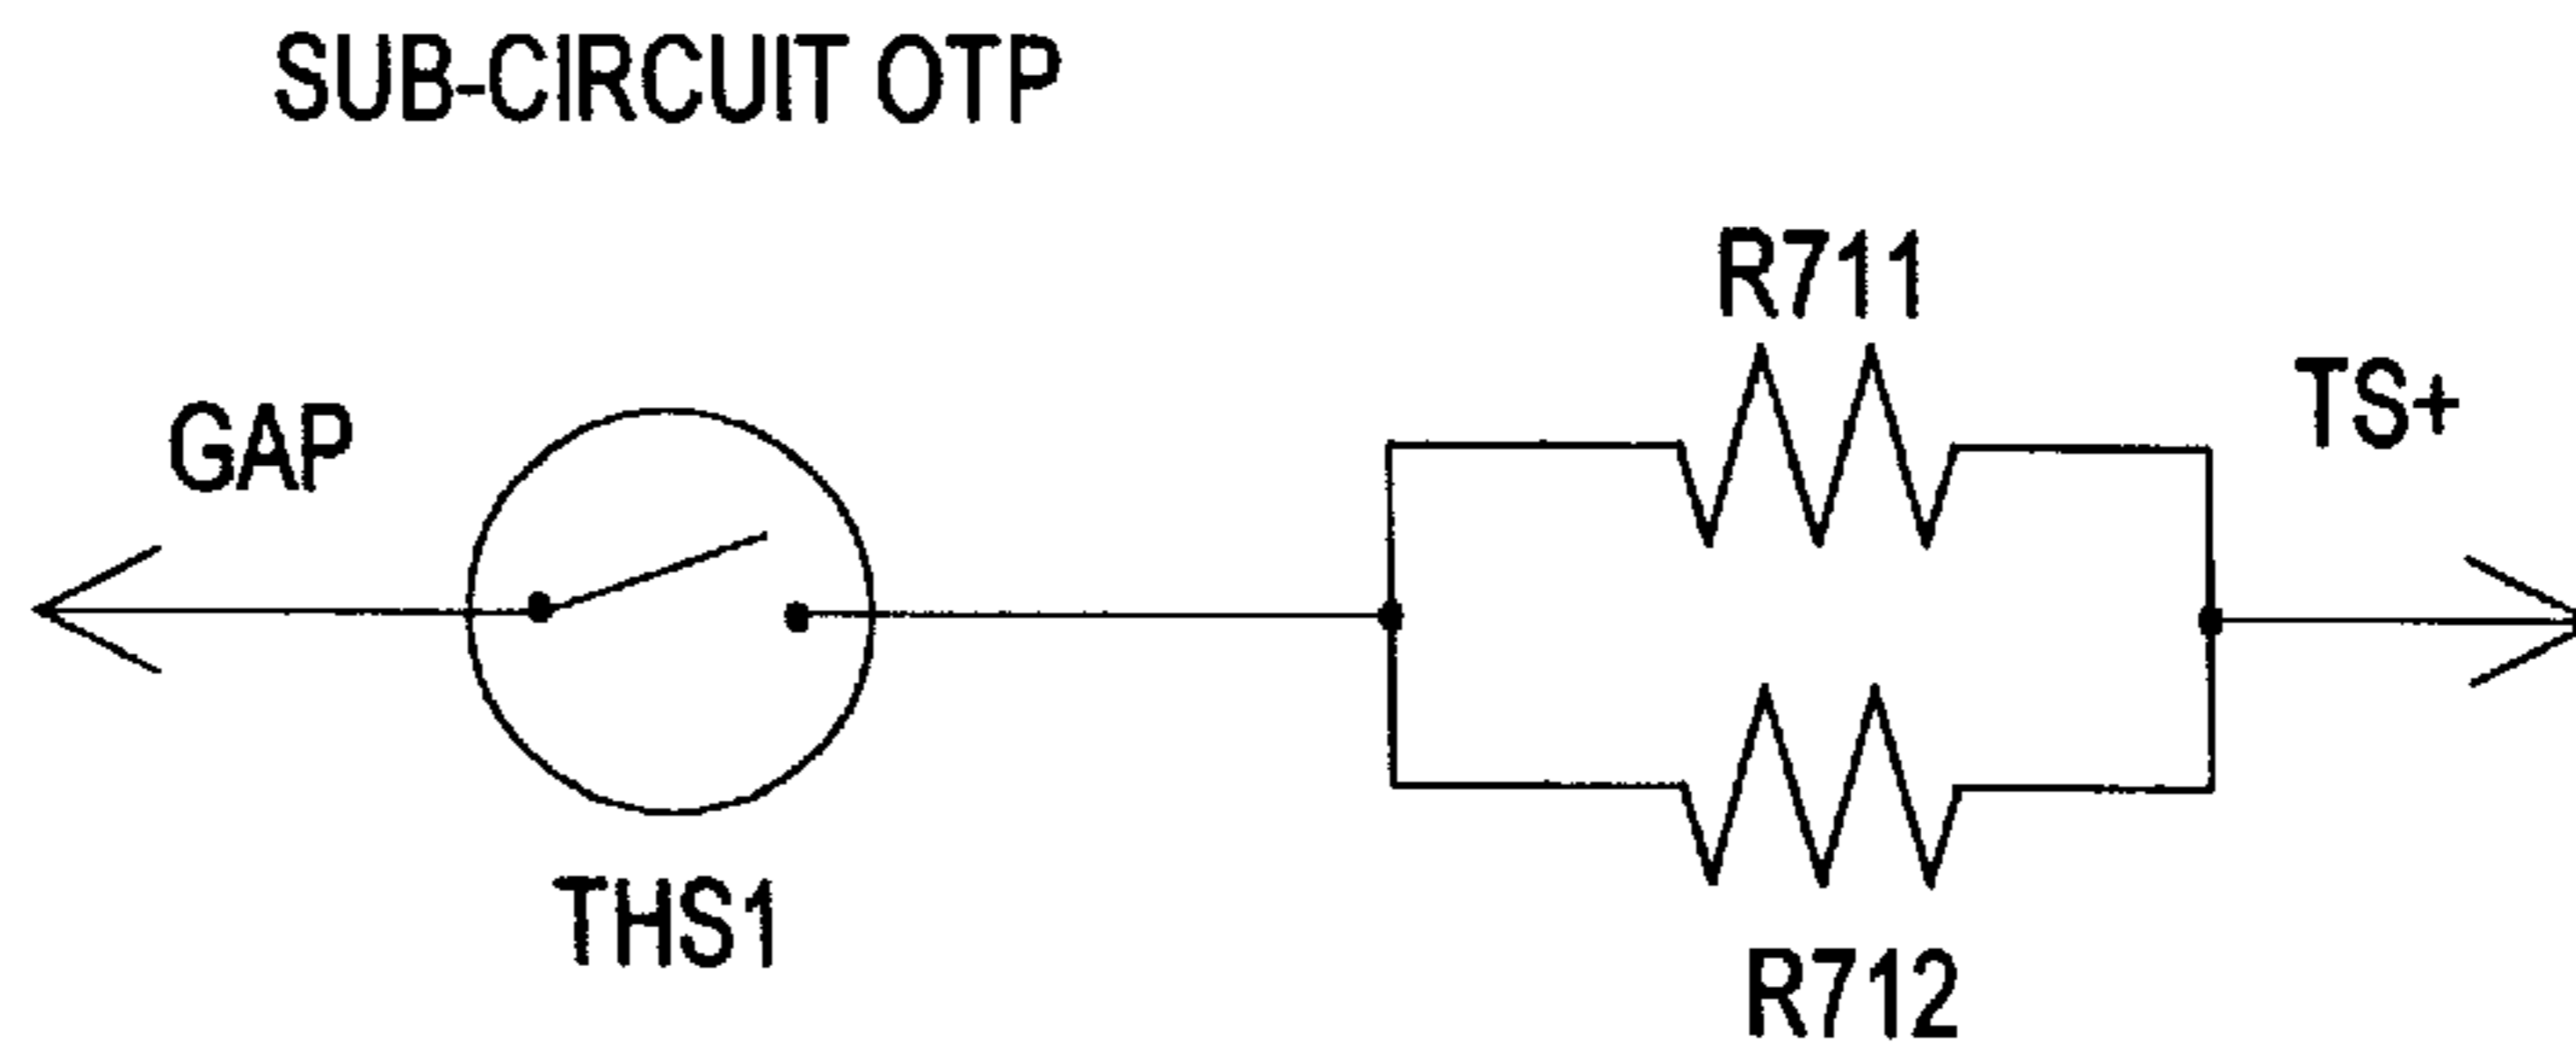 SUB-CIRCUIT OTP
R711
TS+
GAP
THS1
R712